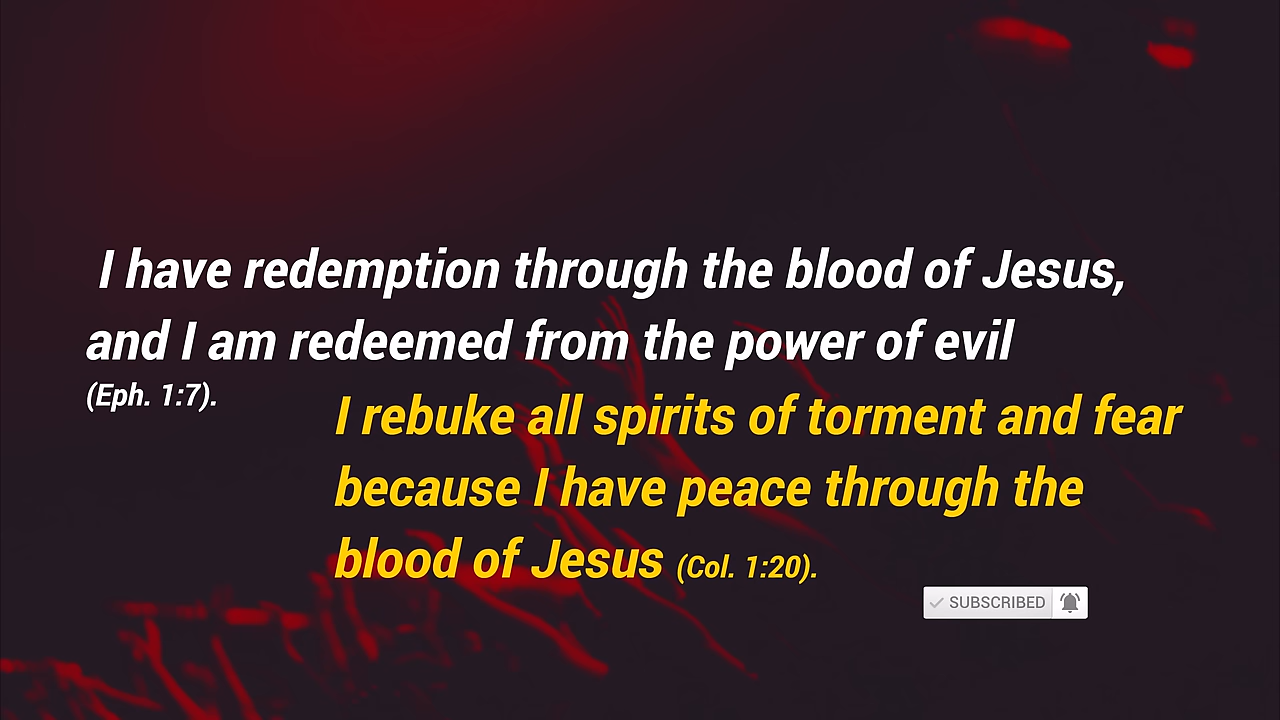 I have redemption through the blood of Jesus,
and I am redeemed from the power of evil
(Eph. 1:7).
I rebuke all spirits of torment and fear
because I have peace through the
blood of Jesus (Col. 1:20).
SUBSCRIBED